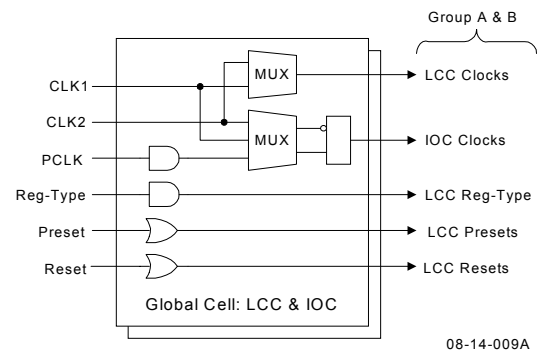 Group A & B
MUX
LCC Clocks
CLK1
CLK2
MUX
IOC Clocks
PCLK
Reg-Type
LCC Reg-Type
Preset
LCC Presets
Reset
LCC Resets
Global Cell: LCC & IOC
08-14-009A